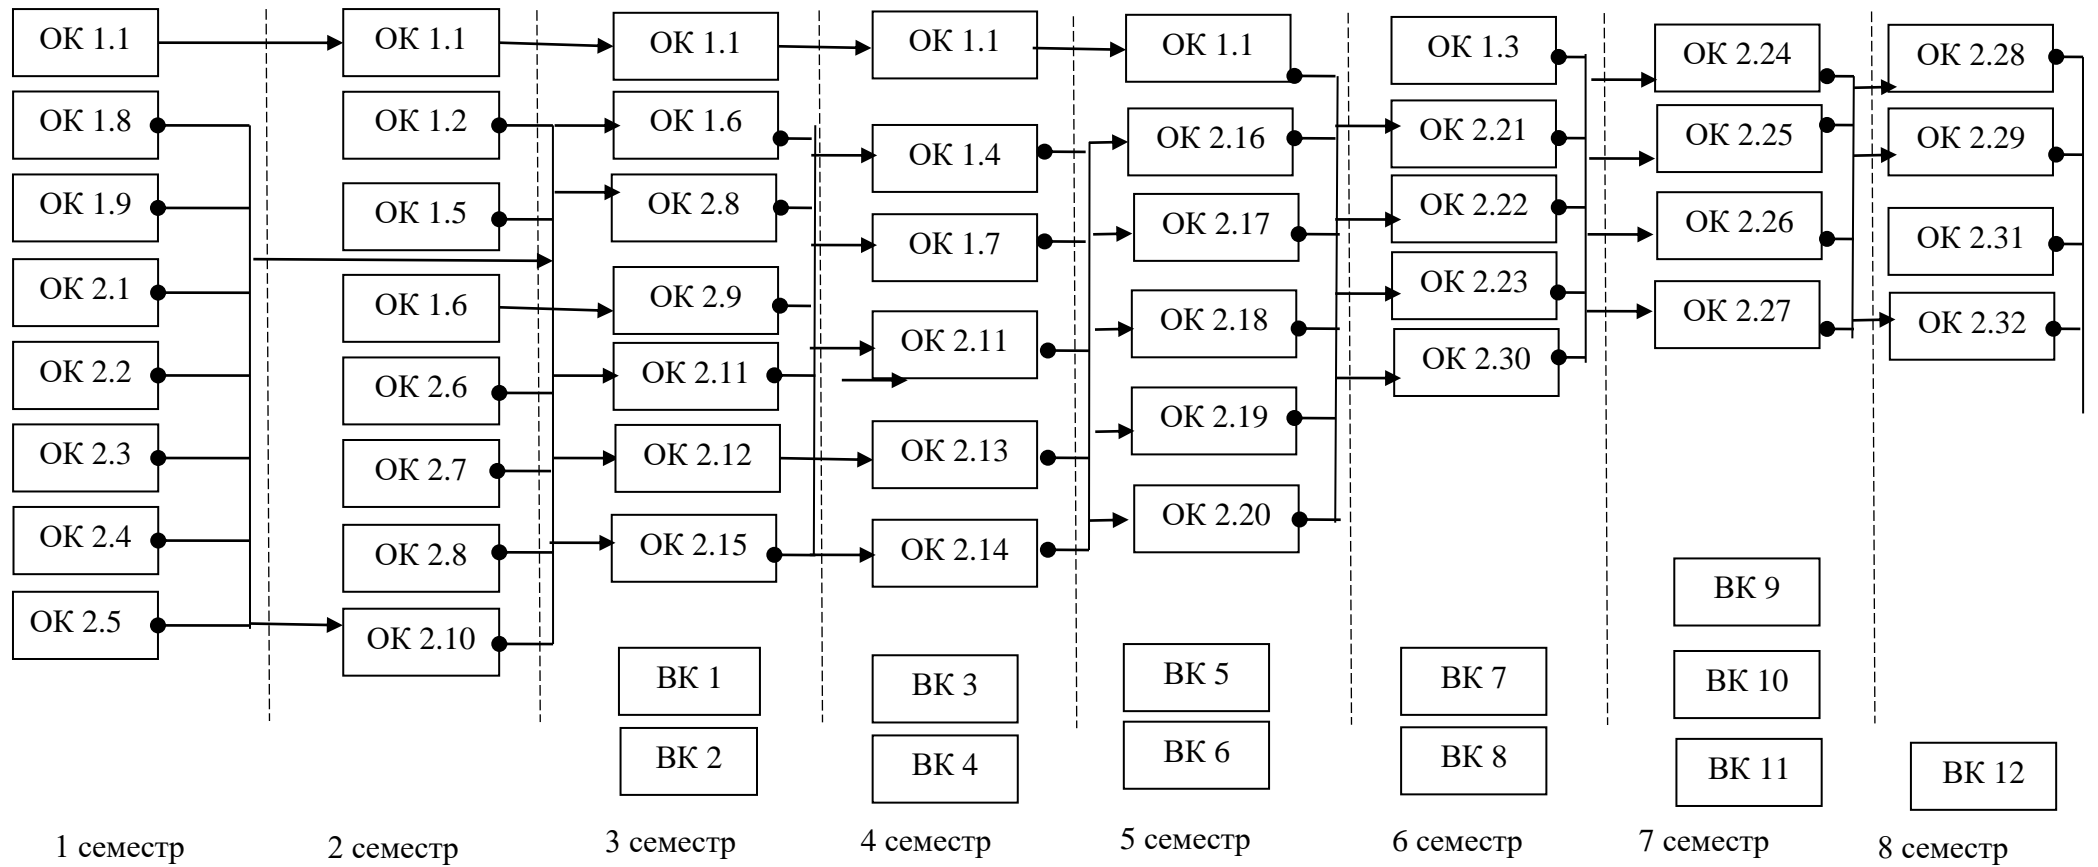 ОК 1.1
ОК 1.8
ОК 1.9
ОК 2.1
ОК 2.2
ОК 2.3
ОК 2.4
ОК 2.5
1 семестр
ОК 1.1
ОК 1.2
ОК 1.5
ОК 1.6
ОК 2.6
ОК 2.7
ОК 2.8
ОК 2.10
2 семестр
ОК 1.1
ОК 1.6
ОК 2.8
ОК 2.9
ОК 2.11
ОК 2.12
ОК 2.15
ВК 1
ВК 2
3 семестр
ОК 1.1
ОК 1.4
ОК 1.7
ОК 2.11
ОК 2.13
ОК 2.14
ВК 3
ВК 4
4 семестр
ОК 1.1
ОК 2.16
ОК 2.17
ОК 2.18
ОК 2.19
ОК 2.20
ВК 5
ВК 6
5 семестр
ОК 1.3
ОК 2.21
ОК 2.22
ОК 2.23
ОК 2.30
ВК 7
ВК 8
6 семестр
ОК 2.24
ОК 2.25
ОК 2.26
ОК 2.27
ВК 9
ВК 10
ВК 11
7 семестр
ОК 2.28
ОК 2.29
ОК 2.31
ОК 2.32
ВК 12
8 семестр